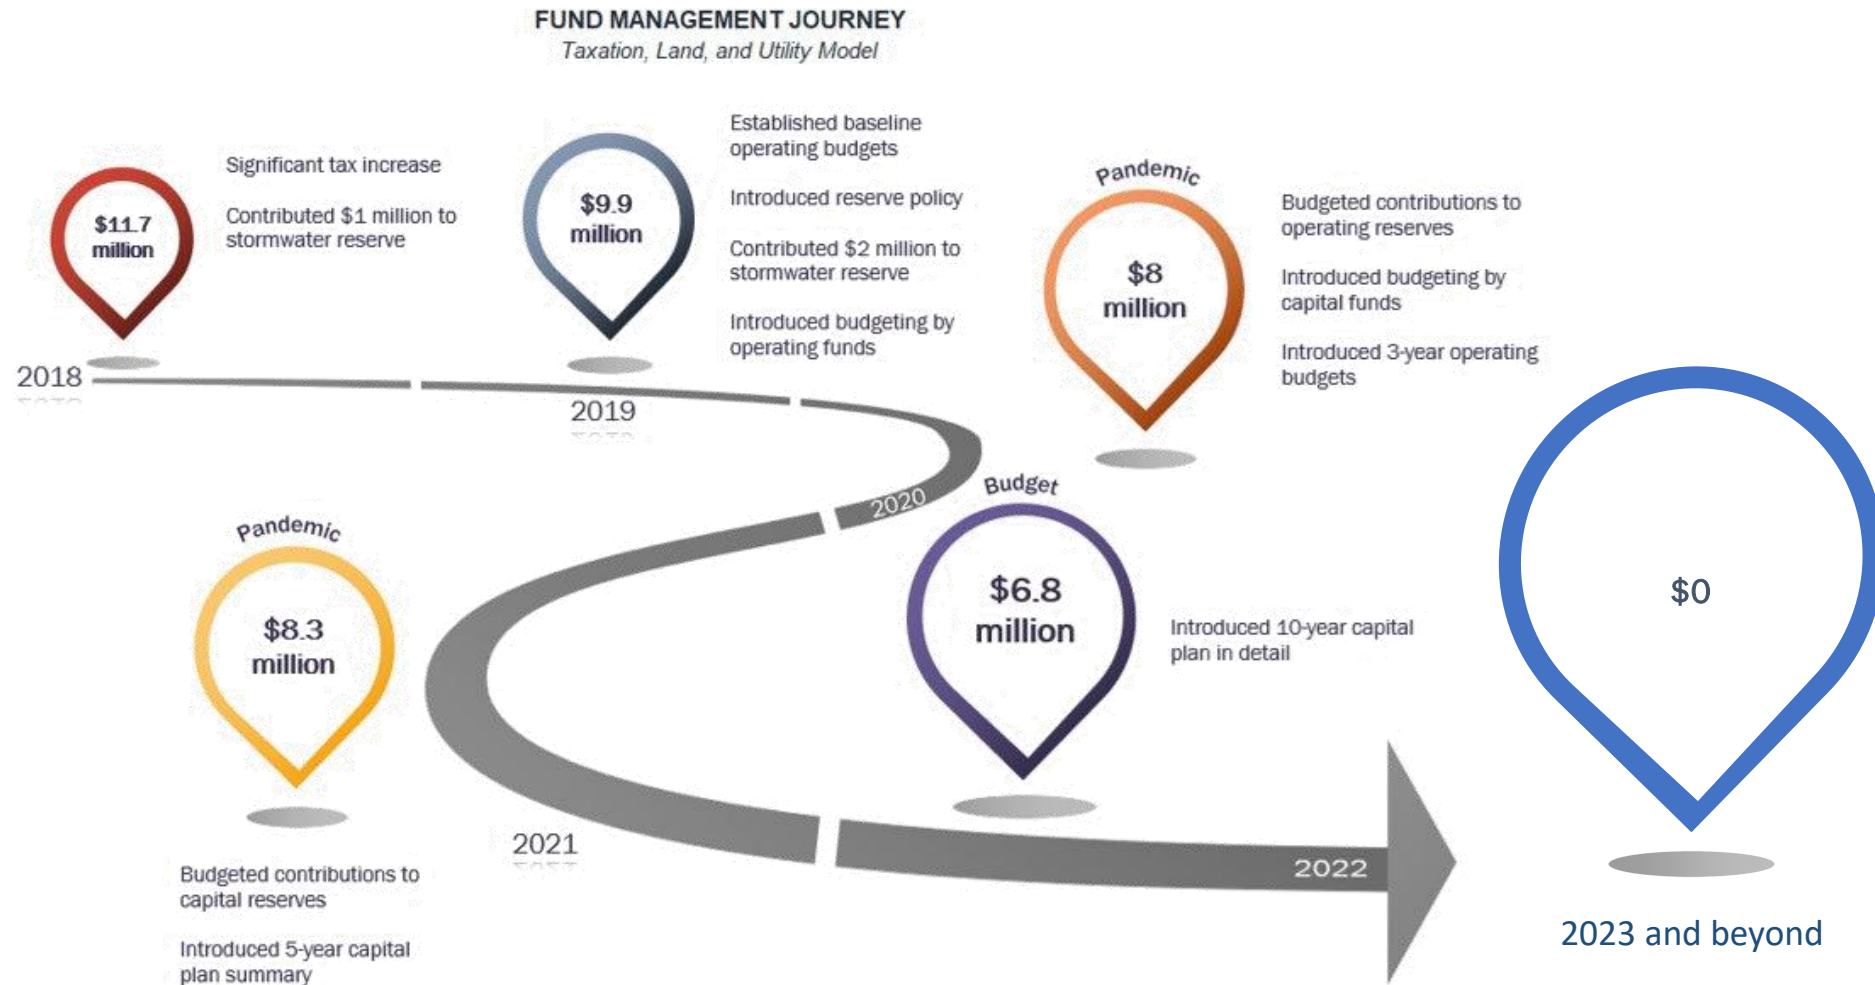 FUND MANAGEMENT JOURNEY
Taxation, Land, and Utility Model
$11.7
million
Significant tax increase
Contributed $1 million to
stormwater reserve
2018
$9.9
million
Established baseline
operating budgets
Introduced reserve policy
Contributed $2 million to
stormwater reserve
Introduced budgeting by
operating funds
2019
Pandemic
$8
million
Budgeted contributions to
operating reserves
Introduced budgeting by
capital funds
Introduced 3-year operating
budgets
2020
Pandemic
$8.3
million
Budgeted contributions to
capital reserves
Introduced 5-year capital
plan summary
2021
Budget
$6.8
million
Introduced 10-year capital
plan in detail
2022
$0
2023 and beyond